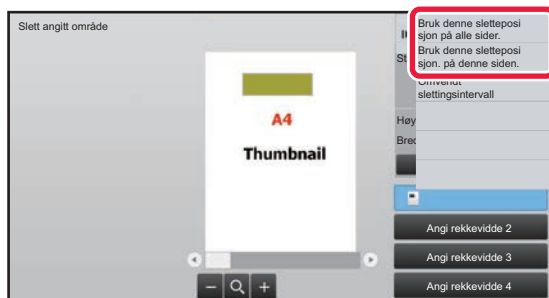 Slett angitt område
Bruk denne sletteposi
sjon på alle sider.
Bruk denne sletteposi
sjon. på denne siden.
Omvendt
slettingsintervall
St
Høy
Bred
A4
Thumbnail
Angi rekkevidde 2
Angi rekkevidde 3
Angi rekkevidde 4